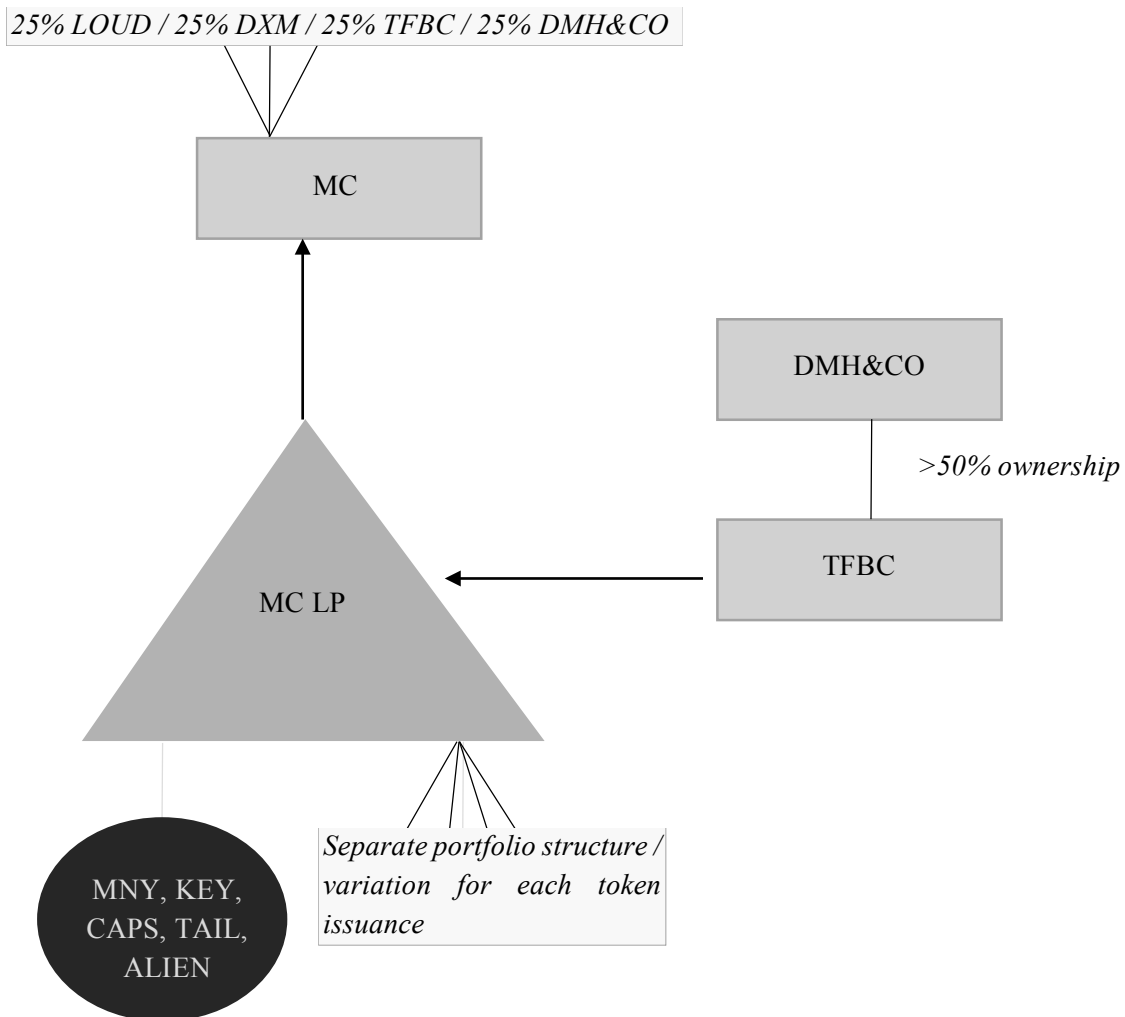 25% LOUD / 25% DXM / 25% TFBC / 25% DMH&CO
MC
DMH&CO
>50% ownership
TFBC
MC LP
MNY, KEY,
CAPS, TAIL,
ALIEN
Separate portfolio structure /
variation for each token
issuance